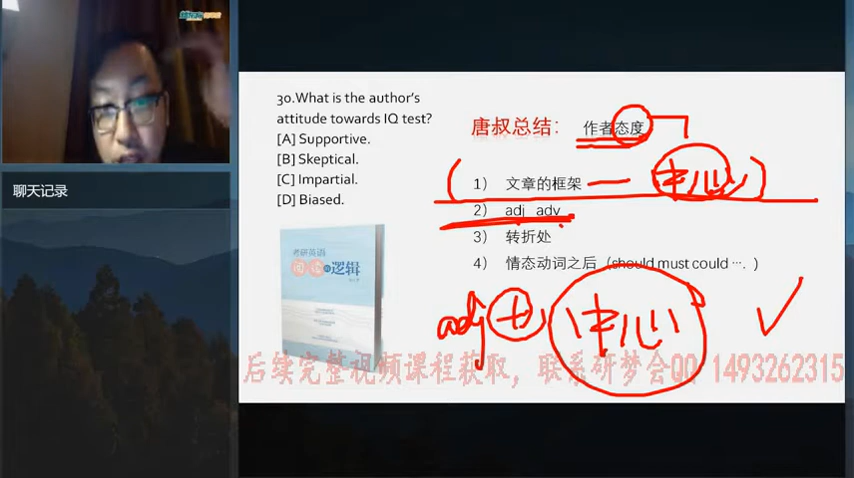 聊天记录
30.What is the author's
attitude towards IQ test?
[A] Supportive.
[B] Skeptical.
[C] Impartial.
[D] Biased.
唐叔总结： 作者态度
1） 文章的框架 — 中心
2） adj adv
3） 转折处
4） 情态动词之后（should must could …. ）
考研英语
阅读的逻辑
adj + 中心
后续完整视频课程获取，联系研梦会QQ 1493262315